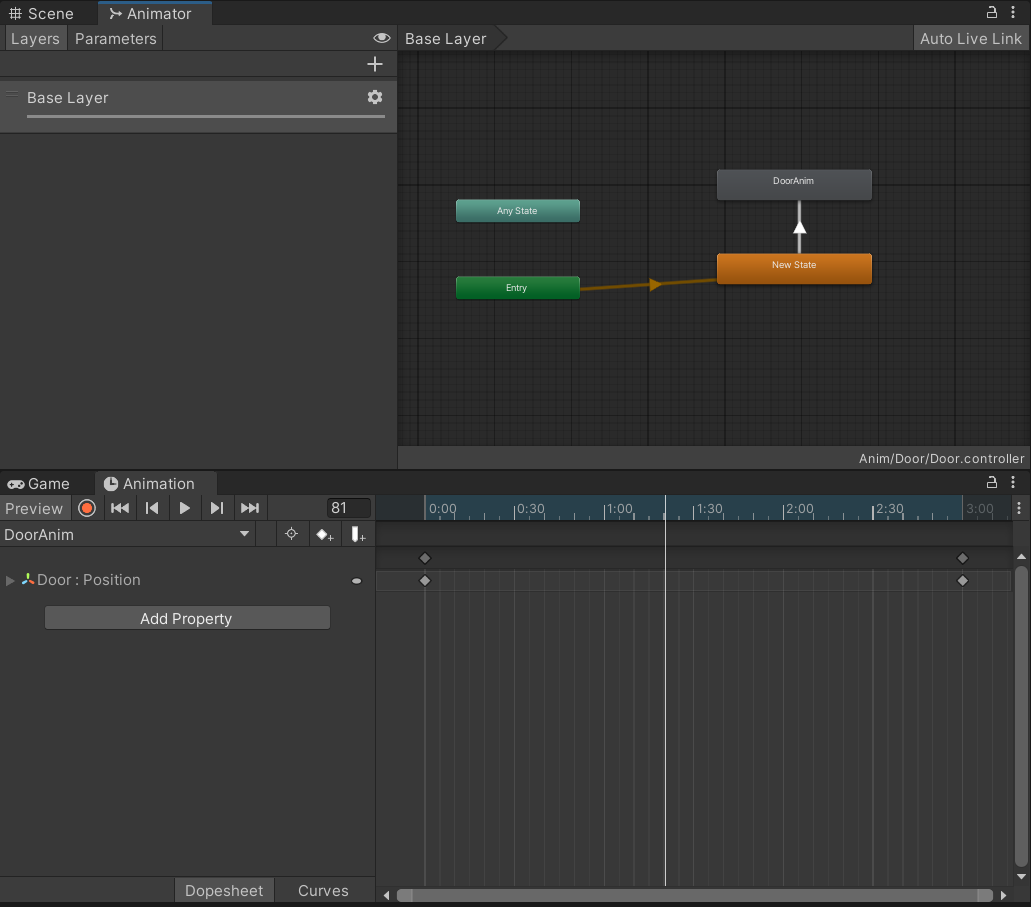 Scene
Animator
Layers
Parameters
Base Layer
Auto Live Link
Base Layer
DoorAnim
Any State
New State
Entry
Anim/Door/Door.controller
Game
Animation
Preview
81
0:00
0:30
1:00
1:30
2:00
2:30
3:00
DoorAnim
Door : Position
Add Property
Dopesheet
Curves